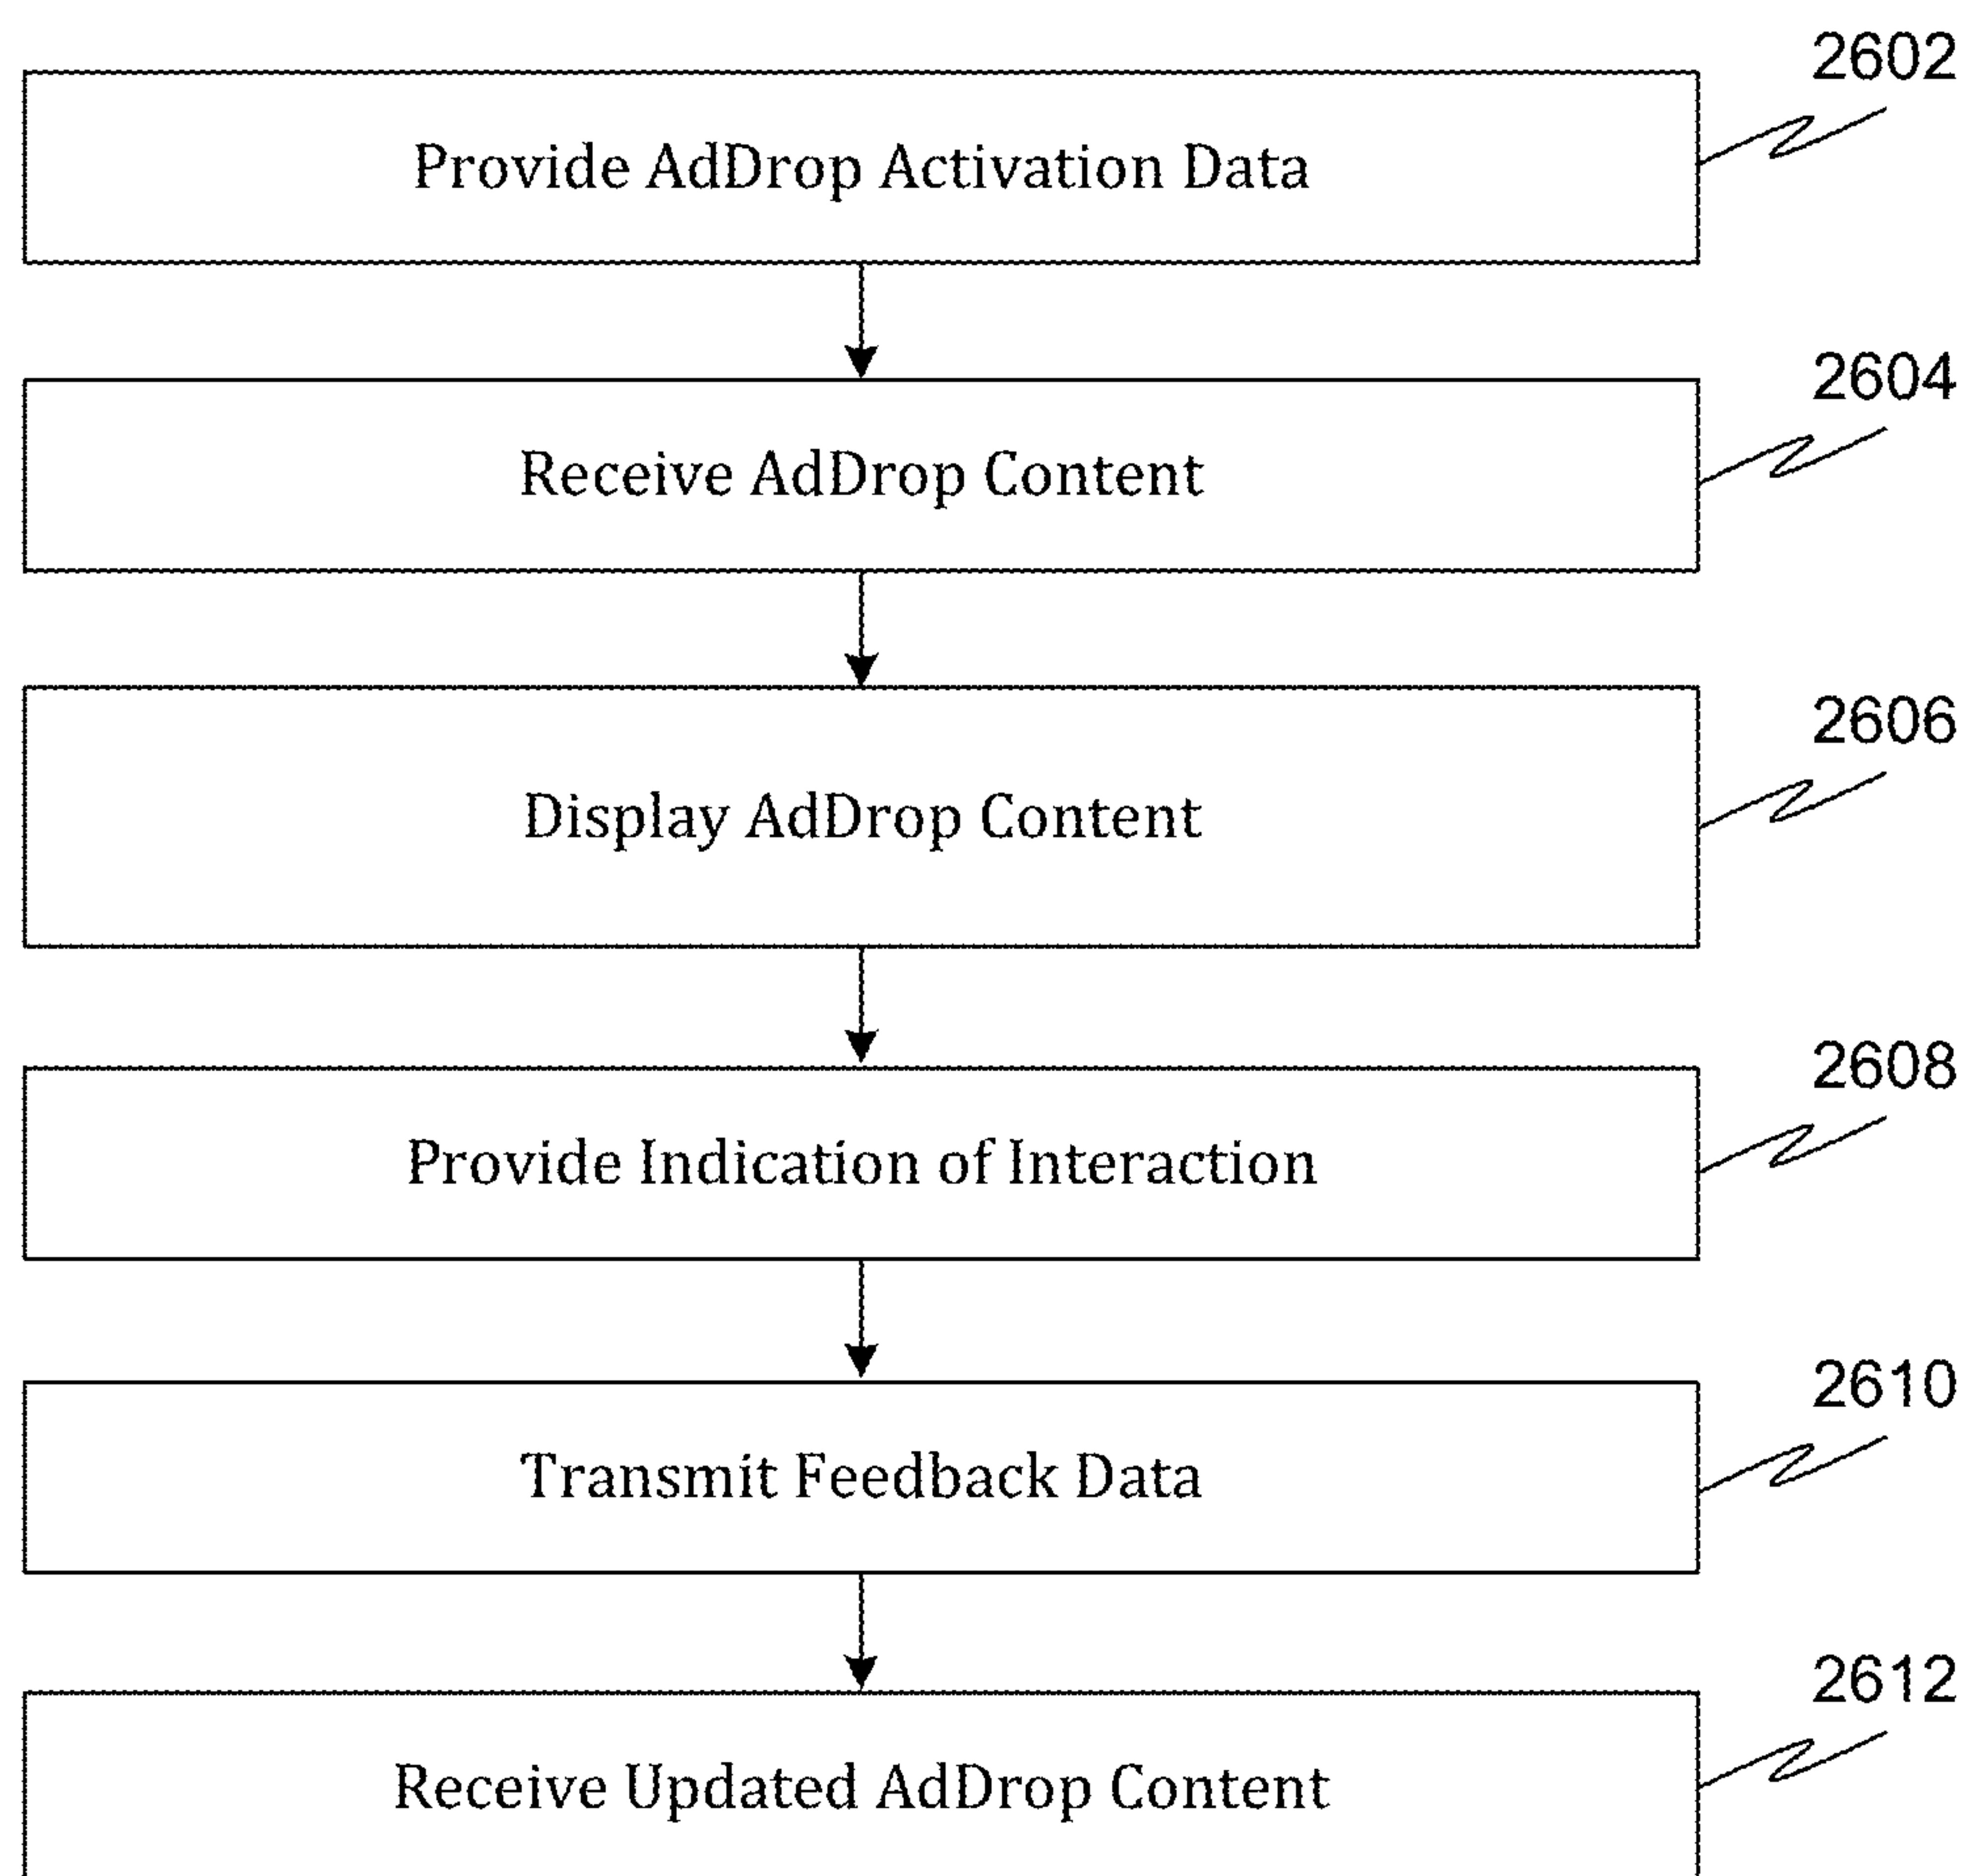 2602
Provide AdDrop Activation Data
2604
Receive AdDrop Content
2606
Display AdDrop Content
2608
Provide Indication of Interaction
2610
Transmit Feedback Data
2612
Receive Updated AdDrop Content